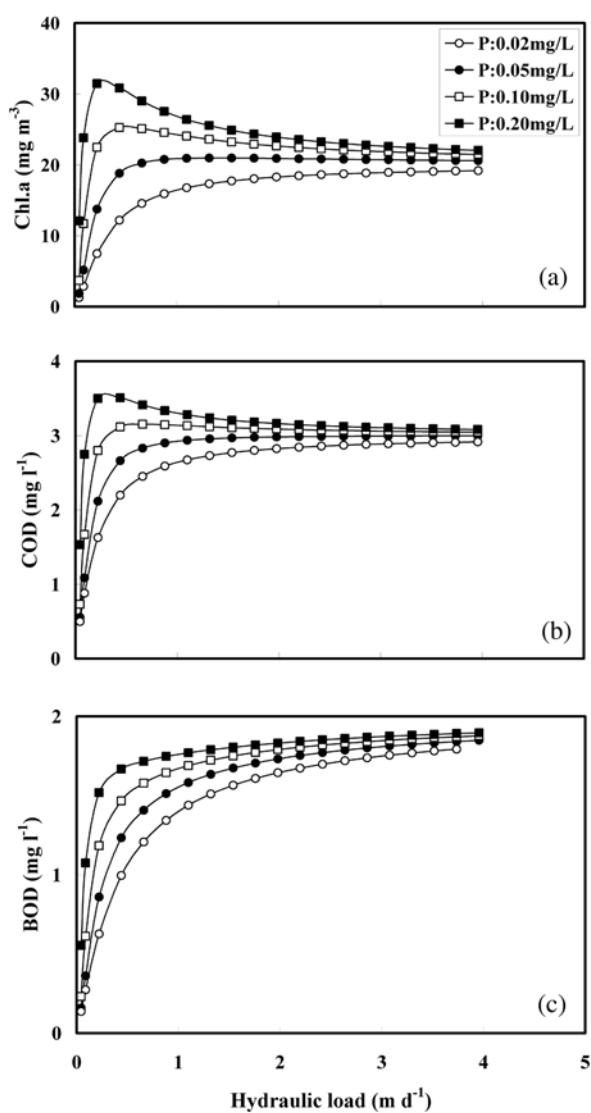 40
P:0.02mg/L
P:0.05mg/L
30
P:0.10mg/L
P:0.20mg/L
Chl.a (mg m-3)
20
10
(a)
0
4
3
COD (mg l-1)
2
1
(b)
0
2
BOD (mg l-1)
1
(c)
0
0 1 2 3 4 5
Hydraulic load (m d-1)